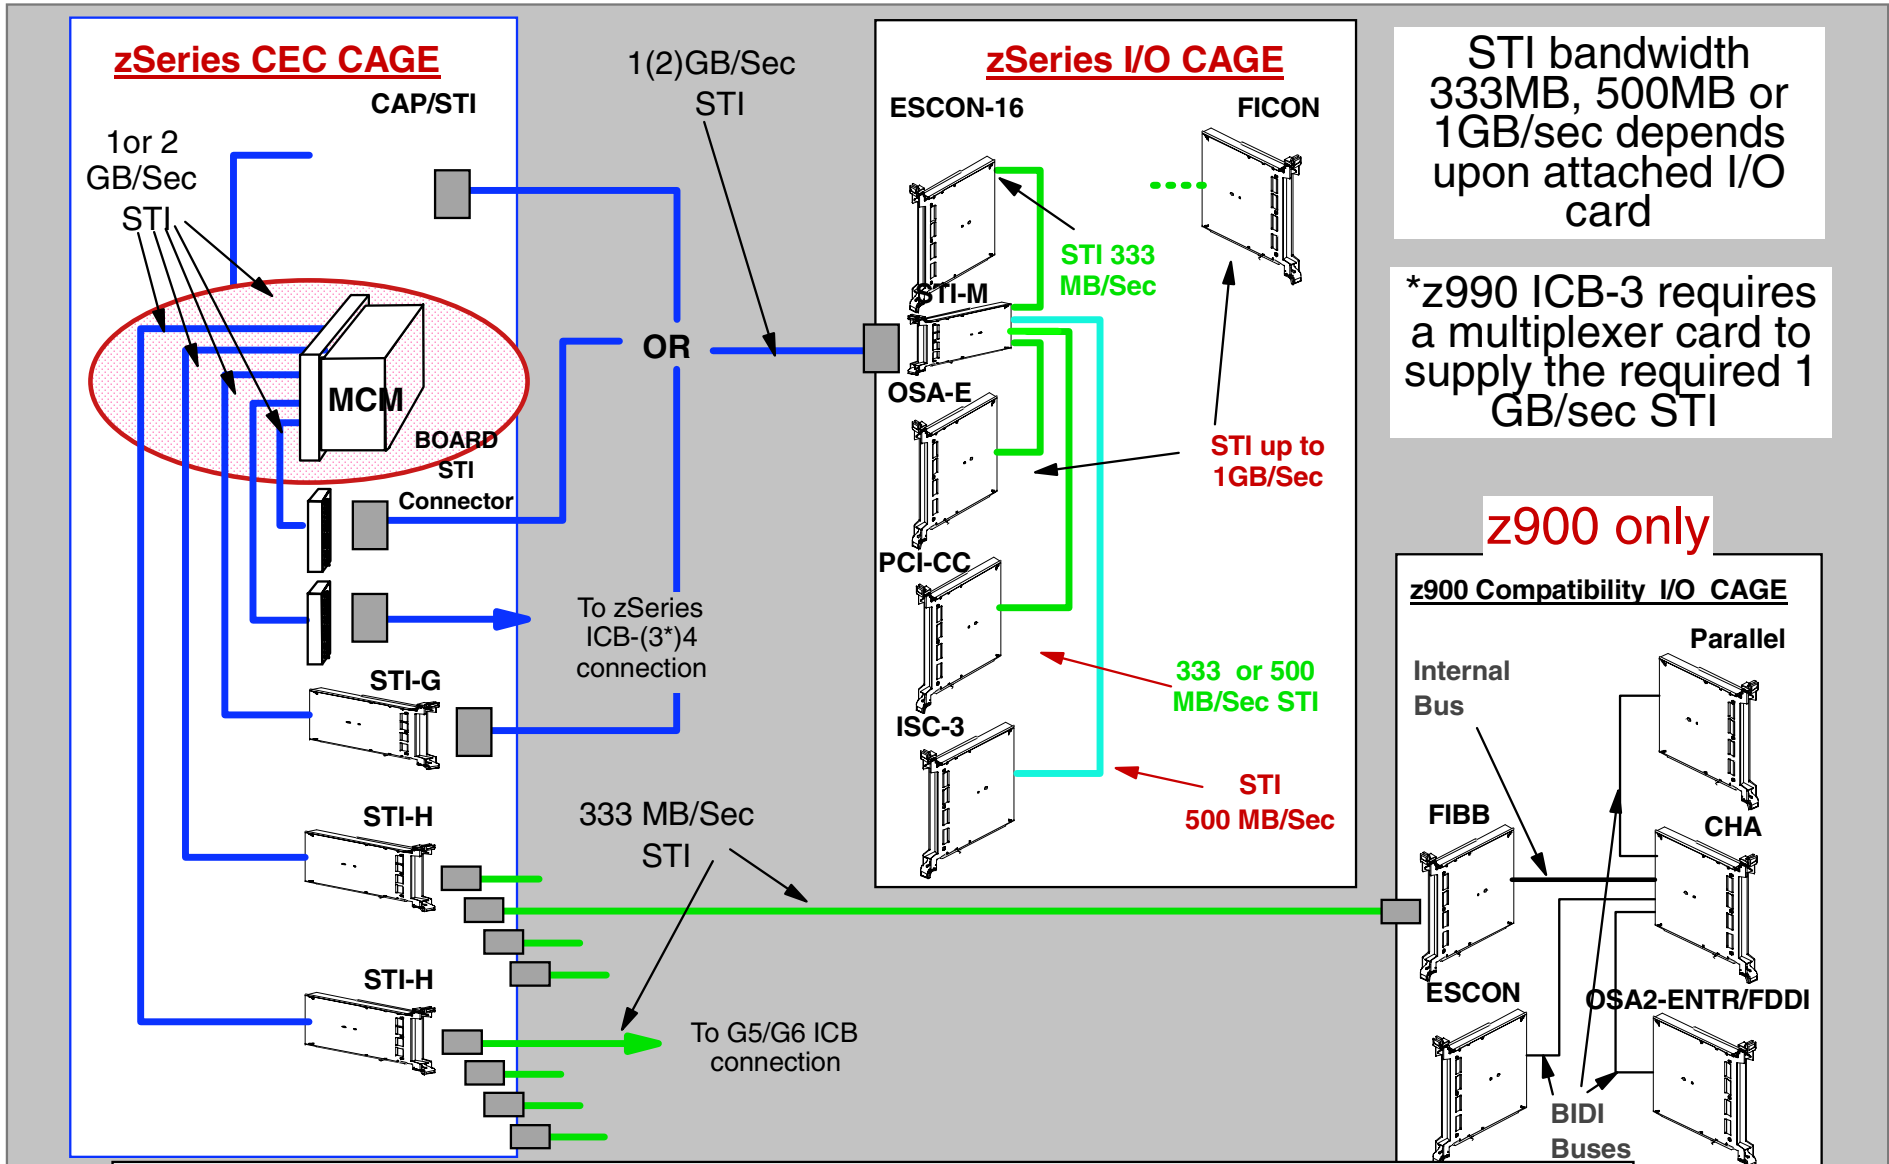 zSeries CEC CAGE
CAP/STI
1or 2
GB/Sec
STI
MCM
BOARD
STI
Connector
STI-G
STI-H
STI-H
1(2)GB/Sec
STI
OR
To zSeries
ICB-(3*)4
connection
333 MB/Sec
STI
To G5/G6 ICB
connection
zSeries I/O CAGE
ESCON-16
FICON
STI 333
MB/Sec
STI-M
OSA-E
STI up to
1GB/Sec
PCI-CC
333 or 500
MB/Sec STI
ISC-3
STI
500 MB/Sec
STI bandwidth
333MB, 500MB or
1GB/sec depends
upon attached I/O
card
*z990 ICB-3 requires
a multiplexer card to
supply the required 1
GB/sec STI
z900 only
z900 Compatibility I/O CAGE
Parallel
Internal
Bus
FIBB
CHA
ESCON
OSA2-ENTR/FDDI
BIDI
Buses